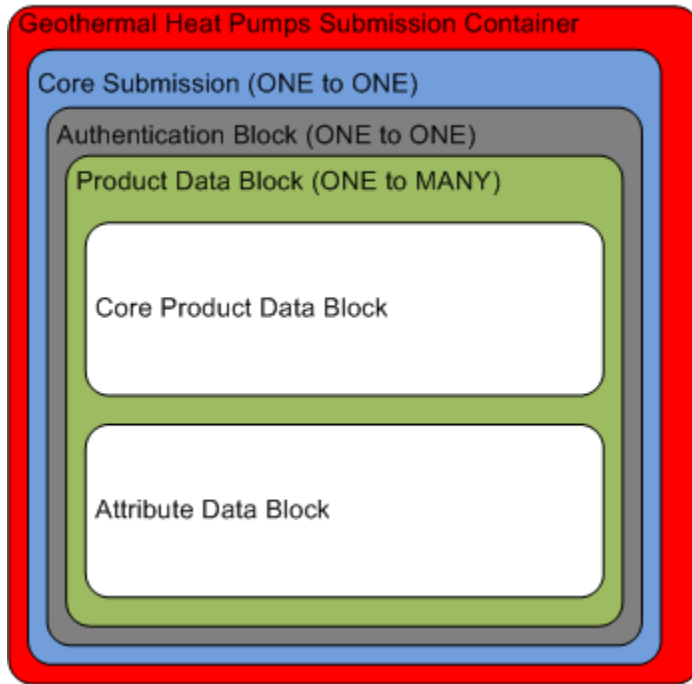 Geothermal Heat Pumps Submission Container
Core Submission (ONE to ONE)
Authentication Block (ONE to ONE)
Product Data Block (ONE to MANY)
Core Product Data Block
Attribute Data Block